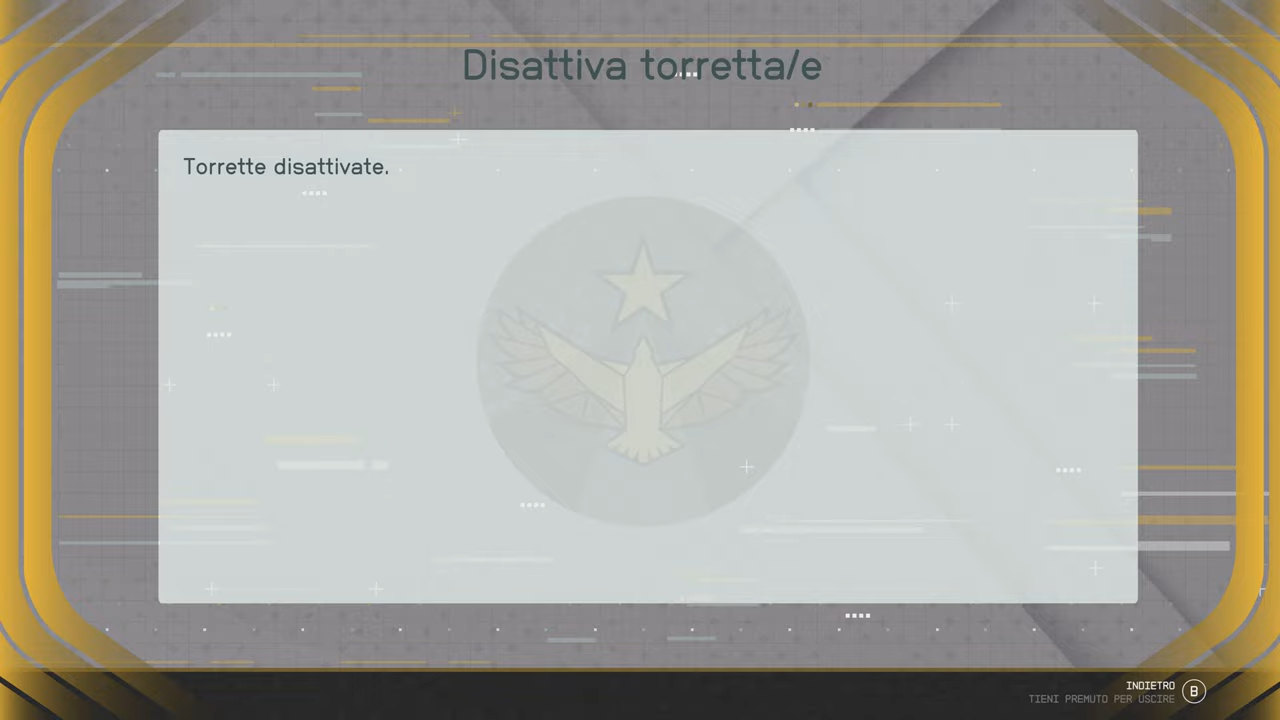 Disattiva torretta/e
Torrette disattivate.
INDIETRO
TIENI PREMUTO PER USCIRE
B